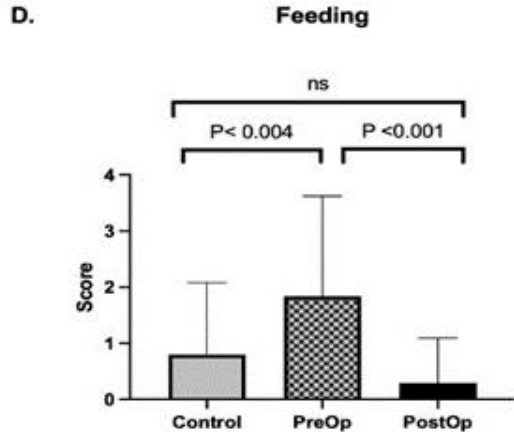 D.
Feeding
ns
P< 0.004
P <0.001
4
3
2
1
0
Score
Control
PreOp
PostOp